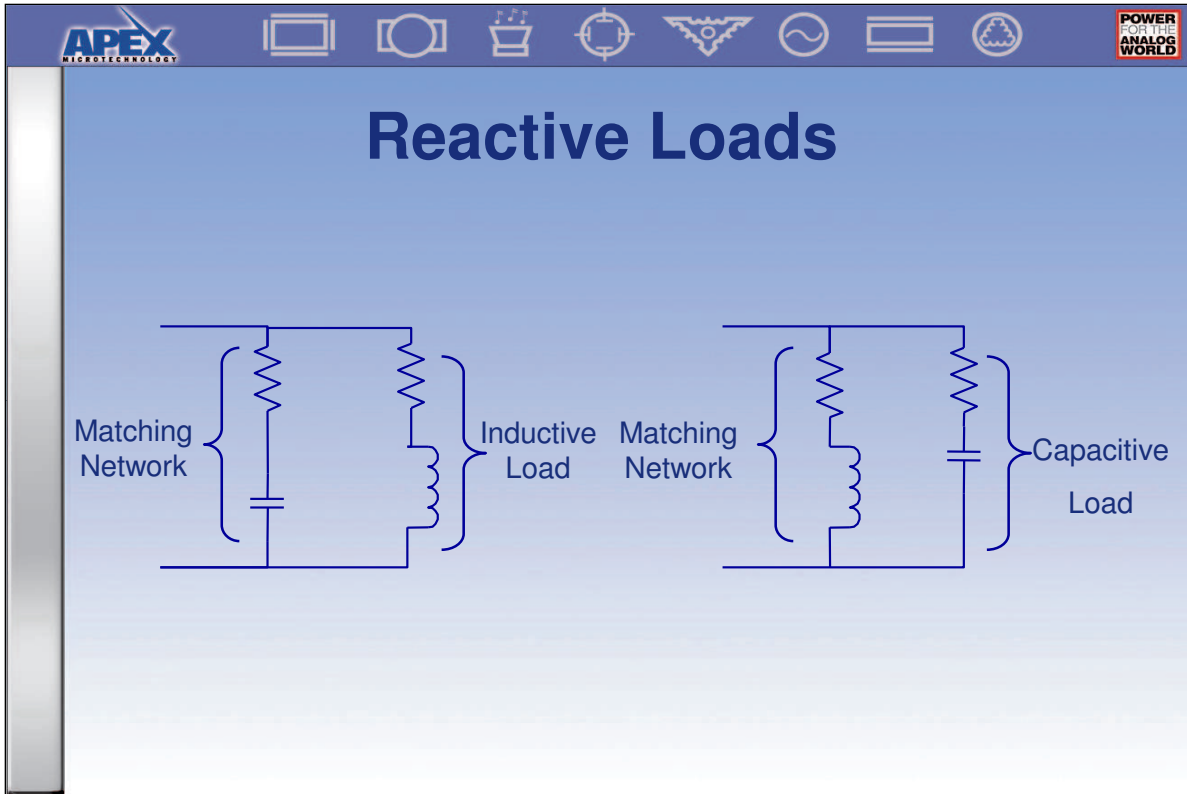 APEX
MICROTECHNOLOGY
POWER
FOR THE
ANALOG
WORLD
Reactive Loads
Matching
Network
Inductive
Load
Matching
Network
Capacitive
Load